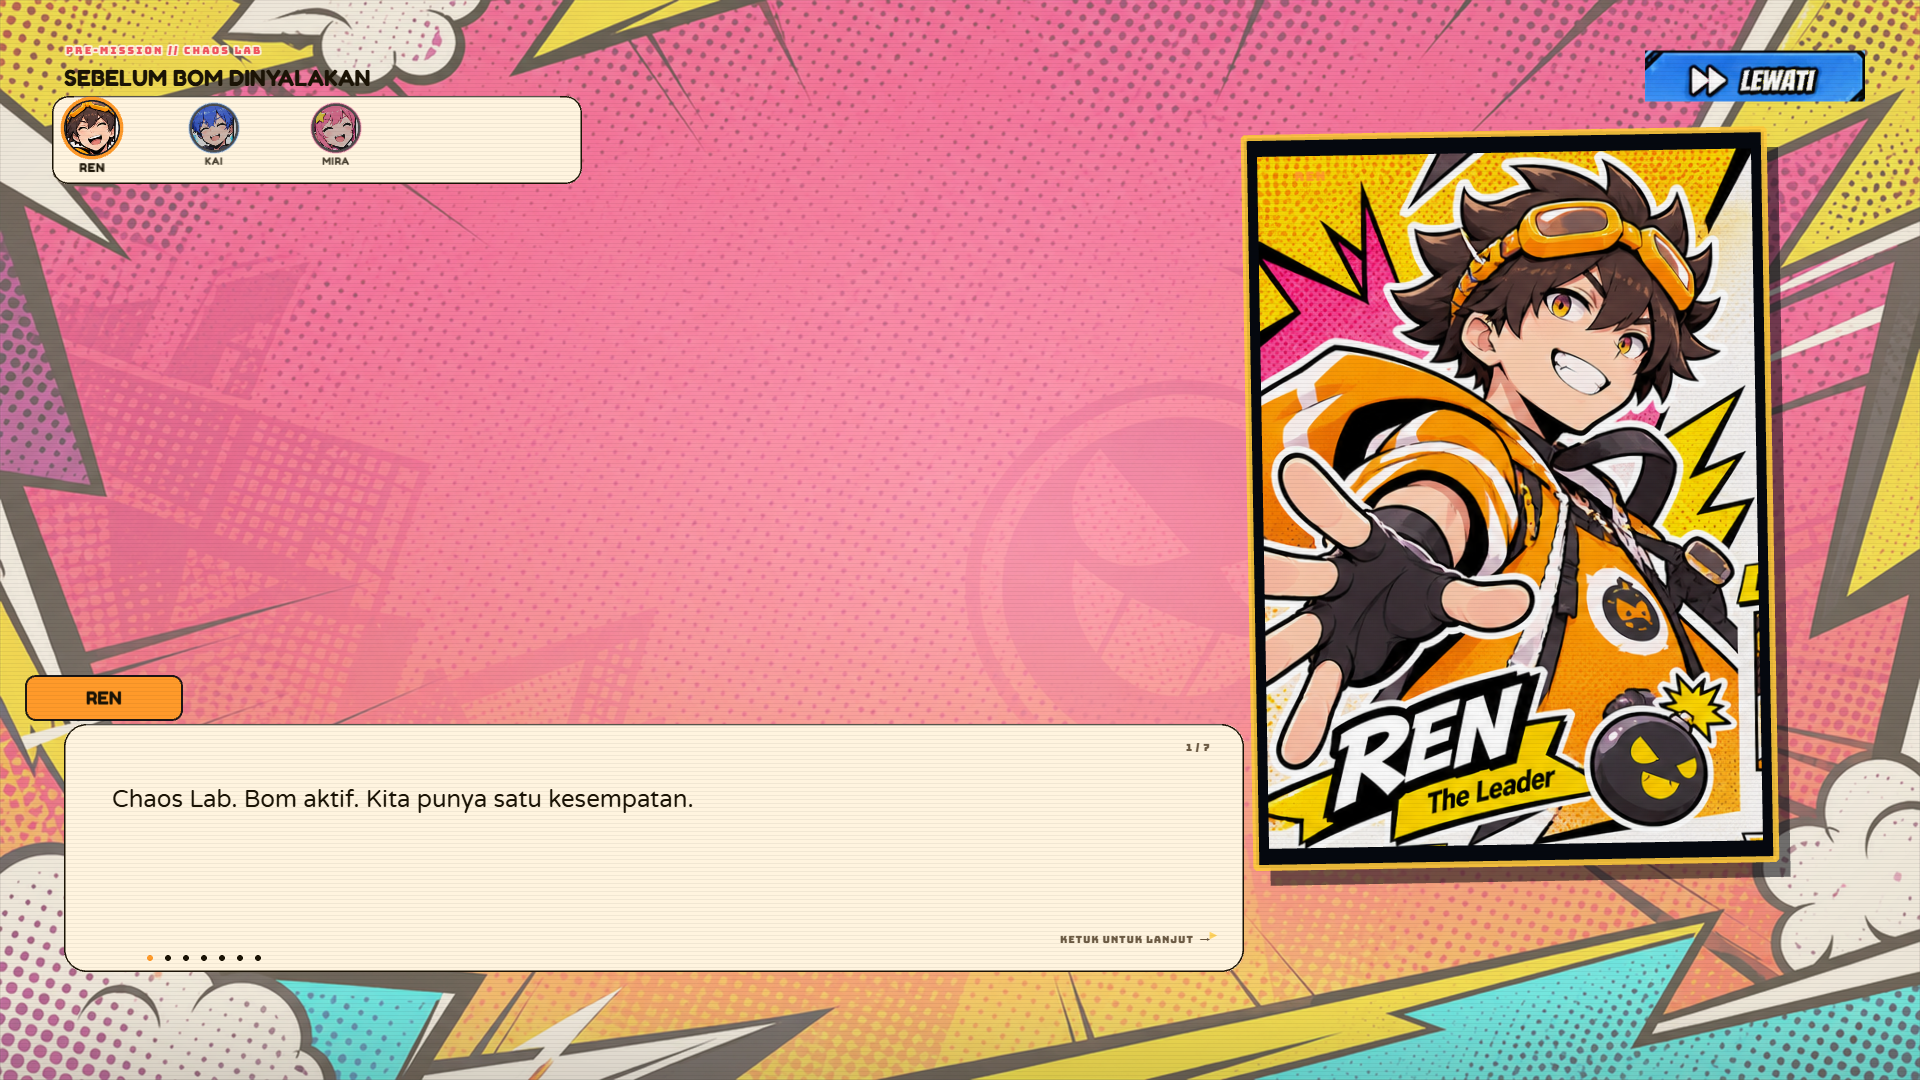 PRE-MISSION // CHAOS LAB
SEBELUM BOM DINYALAKAN
REN
KAI
MIRA
LEWATI
REN
The Leader
REN
1 / 7
Chaos Lab. Bom aktif. Kita punya satu kesempatan.
KETUK UNTUK LANJUT →